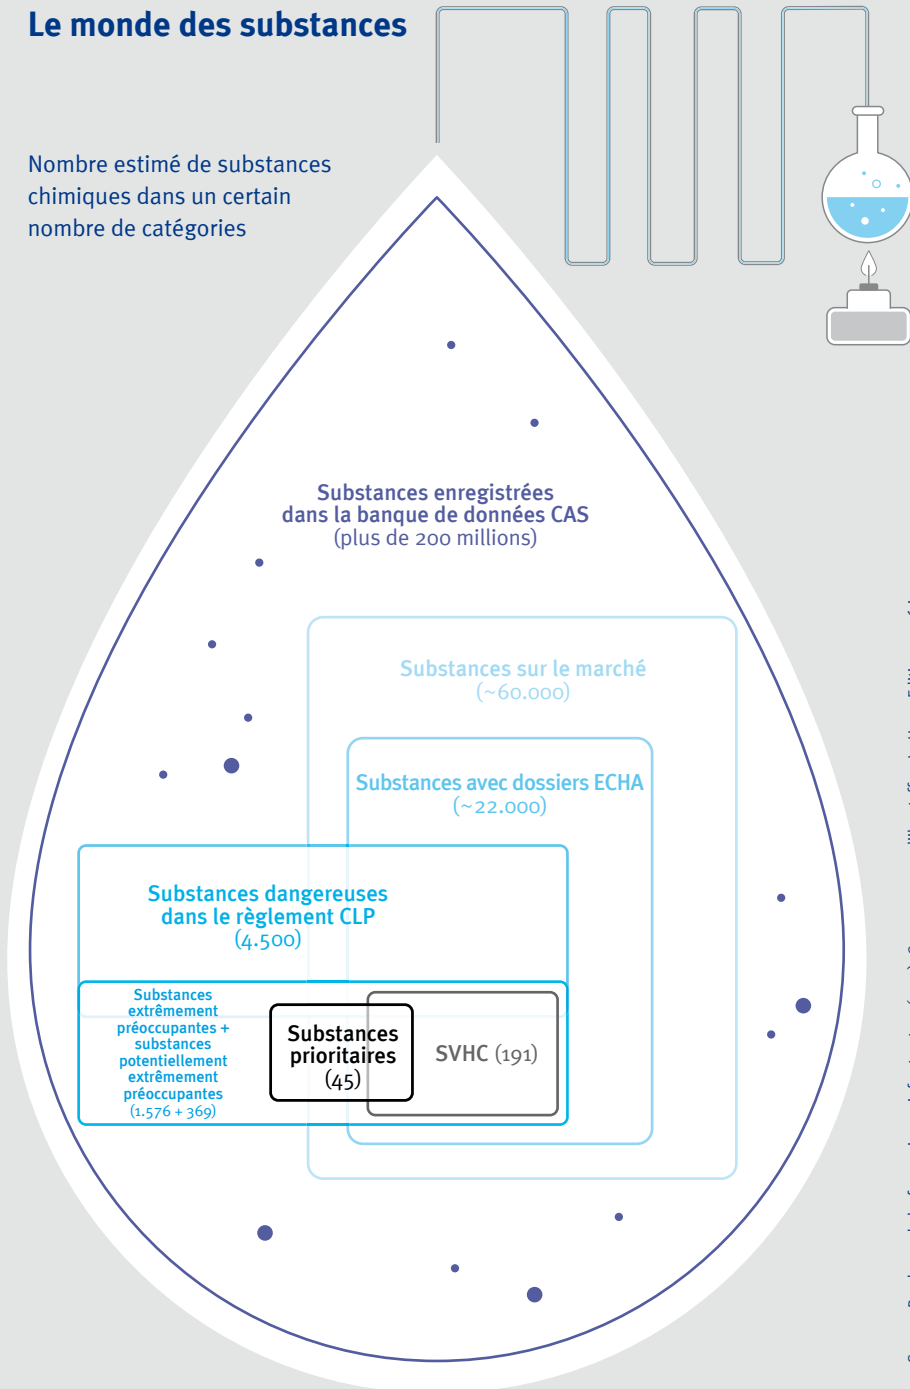 Le monde des substances
Nombre estimé de substances
chimiques dans un certain
nombre de catégories
Substances enregistrées
dans la banque de données CAS
(plus de 200 millions)
Substances sur le marché
(~60.000)
Substances avec dossiers ECHA
(~22.000)
Substances dangereuses
dans le règlement CLP
(4.500)
Substances
extrêmement
préoccupantes +
substances
potentiellement
extrêmement
préoccupantes
(1.576 + 369)
Substances
prioritaires
(45)
SVHC (191)